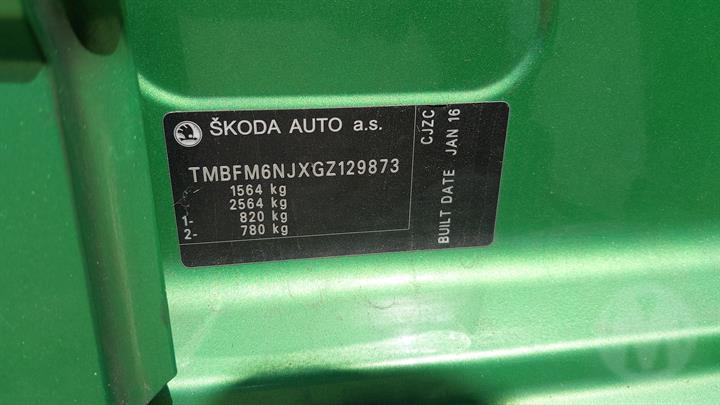 ŠKODA AUTO a.s.
TMBFM6NJXGZ129873
1564 kg
2564 kg
1- 820 kg
2- 780 kg
CJZC
BUILT DATE JAN 16
M